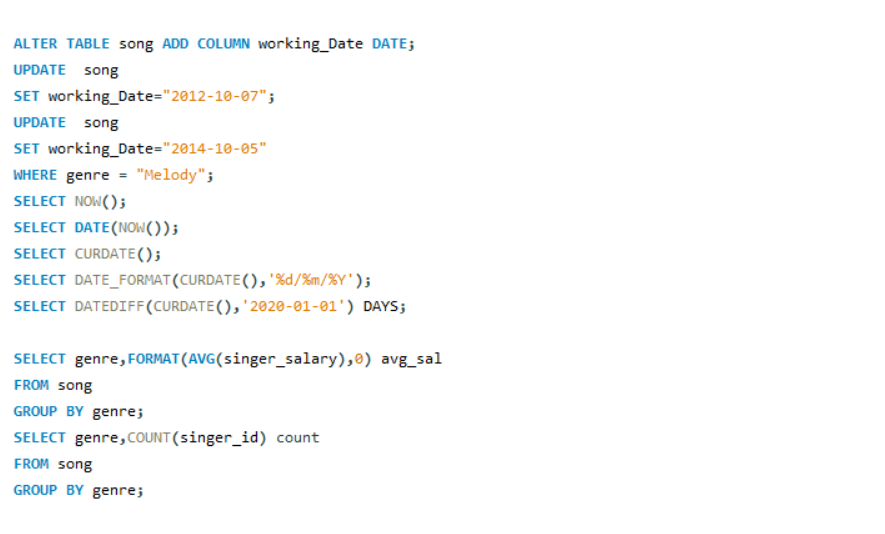 ALTER TABLE song ADD COLUMN working_Date DATE;
UPDATE  song
SET working_Date="2012-10-07";
UPDATE  song
SET working_Date="2014-10-05"
WHERE genre = "Melody";
SELECT NOW();
SELECT DATE(NOW());
SELECT CURDATE();
SELECT DATE_FORMAT(CURDATE(),'%d/%m/%Y');
SELECT DATEDIFF(CURDATE(),'2020-01-01') DAYS;
SELECT genre,FORMAT(AVG(singer_salary),0) avg_sal
FROM song
GROUP BY genre;
SELECT genre,COUNT(singer_id) count
FROM song
GROUP BY genre;